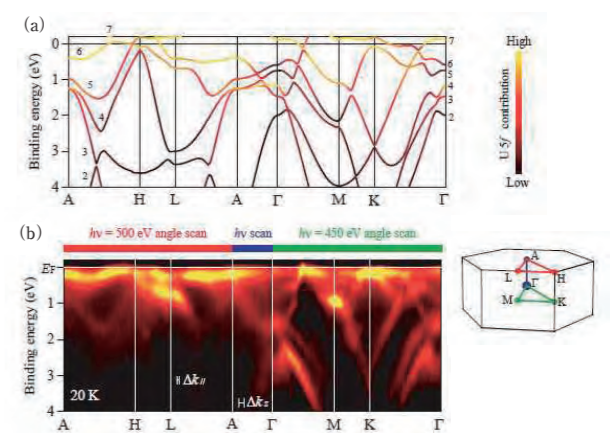 (a)
High
Low
U 5f contribution
Binding energy (eV)
0
1
2
3
4
7
6
5
4
3
2
7
6
5
4
3
2
A H L A Γ M K Γ
(b)
hν = 500 eV angle scan
hν scan
hν = 450 eV angle scan
Binding energy (eV)
EF
1
2
3
4
20 K
Δk//
Δkz
A H L A Γ M K Γ
A
L
H
Γ
M
K